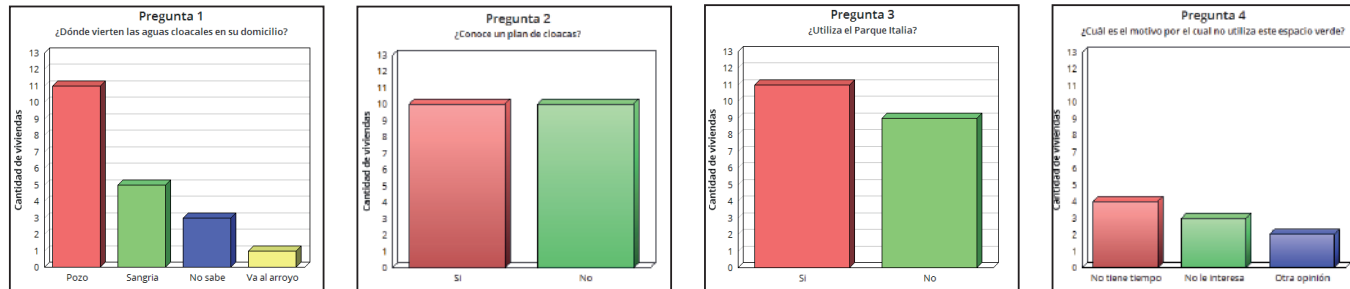 Pregunta 1
¿Dónde vierten las aguas cloacales en su domicilio?
Cantidad de viviendas
13
12
11
10
9
8
7
6
5
4
3
2
1
0
Pozo
Sangria
No sabe
Va al arroyo
Pregunta 2
¿Conoce un plan de cloacas?
Cantidad de viviendas
13
12
11
10
9
8
7
6
5
4
3
2
1
0
Si
No
Pregunta 3
¿Utiliza el Parque Italia?
Cantidad de viviendas
13
12
11
10
9
8
7
6
5
4
3
2
1
0
Si
No
Pregunta 4
¿Cuál es el motivo por el cual no utiliza este espacio verde?
Cantidad de viviendas
13
12
11
10
9
8
7
6
5
4
3
2
1
0
No tiene tiempo
No le interesa
Otra opinión